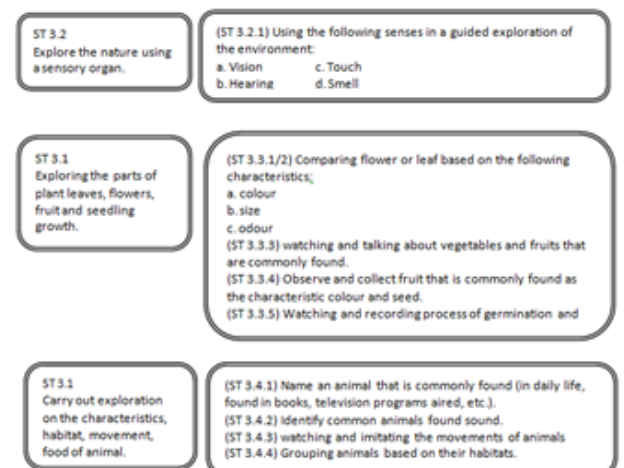 ST 3.2
Explore the nature using
a sensory organ.
(ST 3.2.1) Using the following senses in a guided exploration of
the environment:
a. Vision c. Touch
b. Hearing d. Smell
ST 3.1
Exploring the parts of
plant leaves, flowers,
fruit and seedling
growth.
(ST 3.3.1/2) Comparing flower or leaf based on the following
characteristics;
a. colour
b. size
c. odour
(ST 3.3.3) watching and talking about vegetables and fruits that
are commonly found.
(ST 3.3.4) Observe and collect fruit that is commonly found as
the characteristic colour and seed.
(ST 3.3.5) Watching and recording process of germination and
ST 3.1
Carry out exploration
on the characteristics,
habitat, movement,
food of animal.
(ST 3.4.1) Name an animal that is commonly found (in daily life,
found in books, television programs aired, etc.).
(ST 3.4.2) Identify common animals found sound.
(ST 3.4.3) watching and imitating the movements of animals
(ST 3.4.4) Grouping animals based on their habitats.